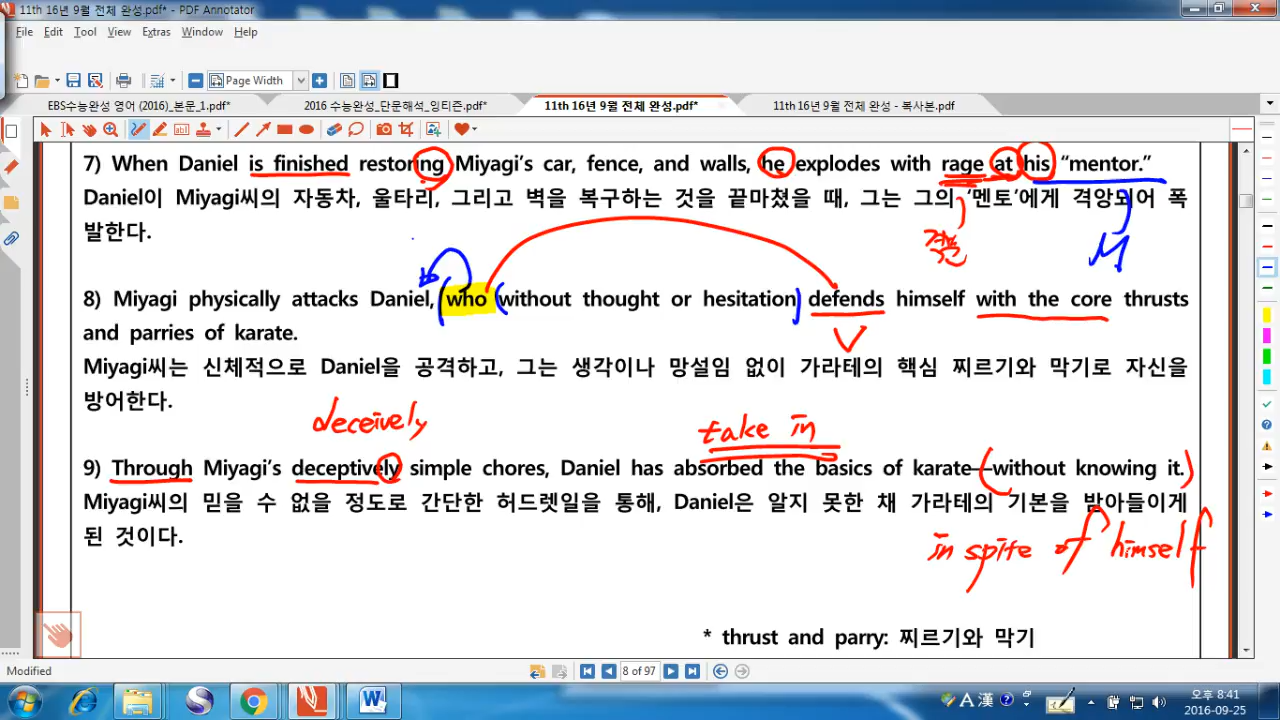 11th 16년 9월 전체 완성.pdf* - PDF Annotator
File Edit Tool View Extras Window Help
Page Width
EBS수능완성 영어 (2016)_본문_1.pdf* 2016 수능완성_단문해석_잉티즌.pdf* 11th 16년 9월 전체 완성.pdf* 11th 16년 9월 전체 완성 - 복사본.pdf
7) When Daniel is finished restoring Miyagi's car, fence, and walls, he explodes with rage at his “mentor.”
Daniel이 Miyagi씨의 자동차, 울타리, 그리고 벽을 복구하는 것을 끝마쳤을 때, 그는 그의 '멘토'에게 격앙되어 폭
발한다.
M
8) Miyagi physically attacks Daniel, (who (without thought or hesitation) defends himself with the core thrusts
and parries of karate.
V
Miyagi씨는 신체적으로 Daniel을 공격하고, 그는 생각이나 망설임 없이 가라테의 핵심 찌르기와 막기로 자신을
방어한다.
deceively
take in
9) Through Miyagi's deceptively simple chores, Daniel has absorbed the basics of karate—(without knowing it.)
Miyagi씨의 믿을 수 없을 정도로 간단한 허드렛일을 통해, Daniel은 알지 못한 채 가라테의 기본을 받아들이게
된 것이다.
in spite of himself
* thrust and parry: 찌르기와 막기
Modified
8 of 97
A 漢
오후 8:41
2016-09-25